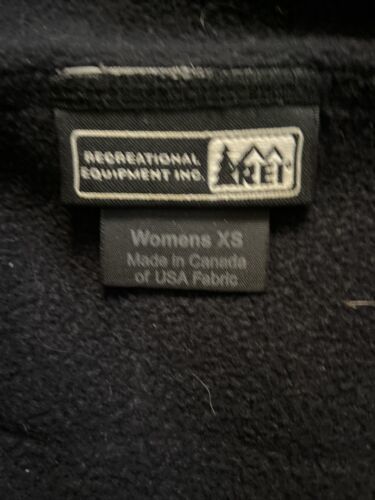 RECREATIONAL
EQUIPMENT INC.
REI
Womens XS
Made in Canada
of USA Fabric